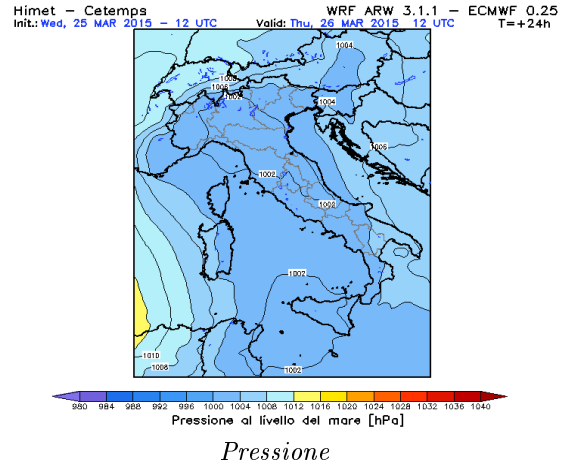 Himet – Cetemps WRF ARW 3.1.1 – ECMWF 0.25
Init.: Wed, 25 MAR 2015 – 12 UTC Valid: Thu, 26 MAR 2015 12 UTC T=+24h
1004
1008
1006
1002
1004
1006
1002
1002
1002
1010
1008
1002
980 984 988 992 996 1000 1004 1008 1012 1016 1020 1024 1028 1032 1036 1040
Pressione al livello del mare [hPa]
Pressione